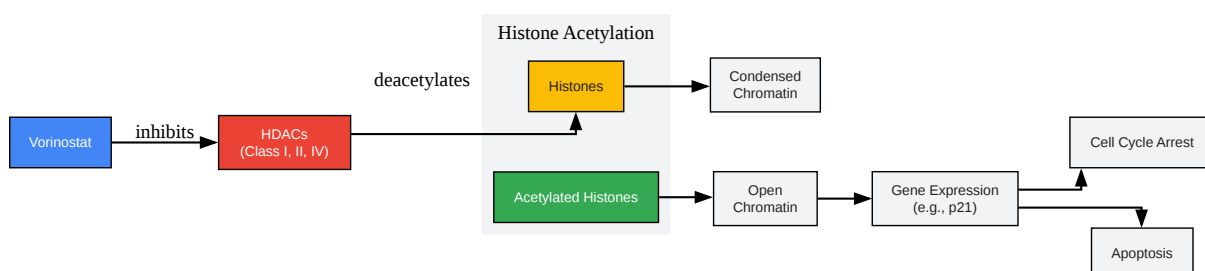 Histone Acetylation
deacetylates
Histones
Condensed
Chromatin
Vorinostat
inhibits
HDACs
(Class I, II, IV)
Cell Cycle Arrest
Acetylated Histones
Open
Chromatin
Gene Expression
(e.g., p21)
Apoptosis